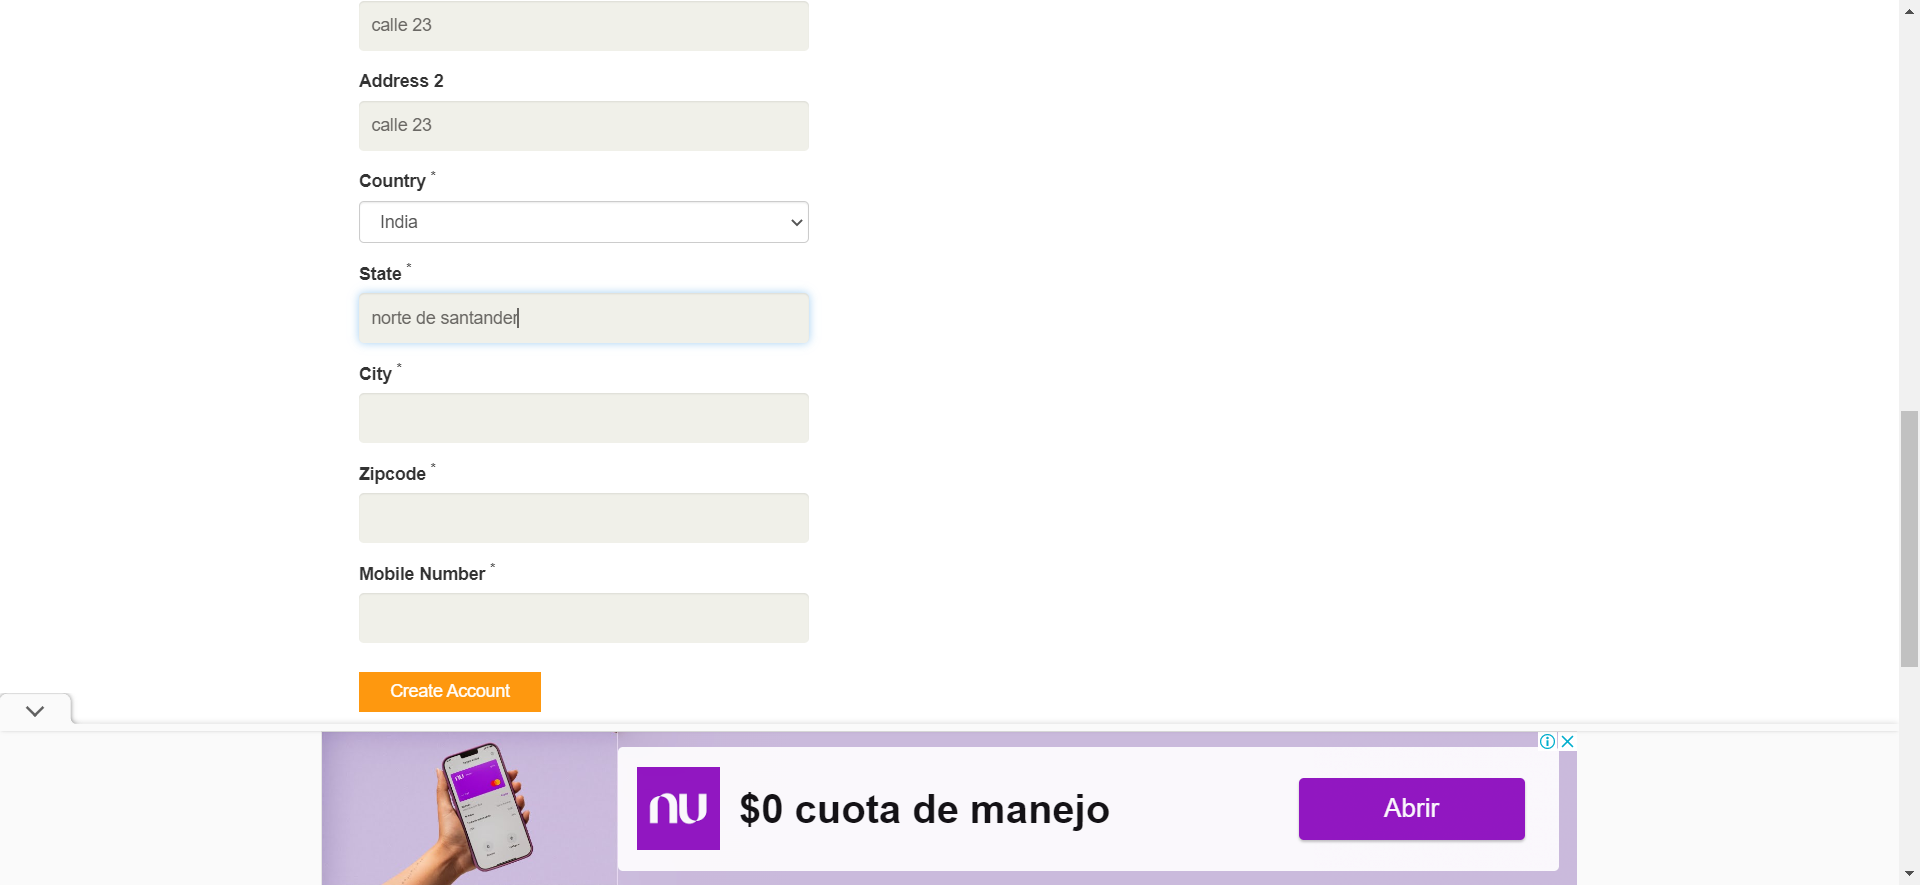 calle 23
Address 2
calle 23
Country *
India
State *
norte de santander
City *
Zipcode *
Mobile Number *
Create Account
nu
$0 cuota de manejo
Abrir